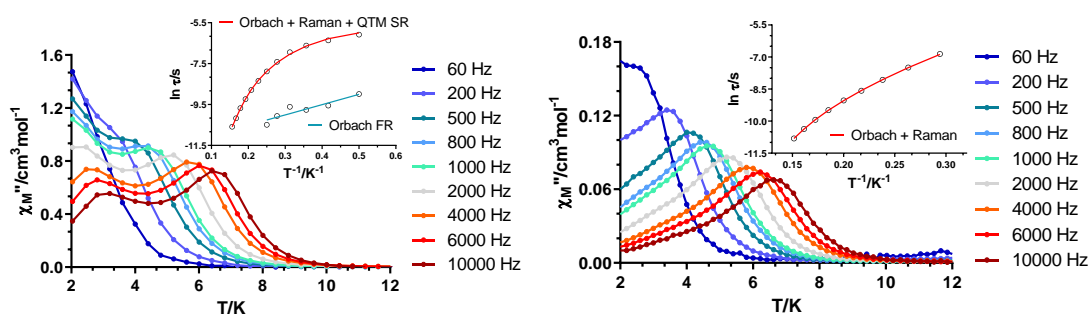 Orbach + Raman + QTM SR
Orbach FR
-5.5
-7.5
-9.5
-11.5
ln τ/s
0.1 0.2 0.3 0.4 0.5 0.6
T⁻¹/K⁻¹
1.6
1.2
0.8
0.4
0.0
χM''/cm³mol⁻¹
2 4 6 8 10 12
T/K
60 Hz
200 Hz
500 Hz
800 Hz
1000 Hz
2000 Hz
4000 Hz
6000 Hz
10000 Hz
-5.5
-7.5
-9.5
-11.5
ln τ/s
Orbach + Raman
0.15 0.20 0.25 0.30
T⁻¹/K⁻¹
0.18
0.12
0.06
0.00
χM''/cm³mol⁻¹
2 4 6 8 10 12
T/K
60 Hz
200 Hz
500 Hz
800 Hz
1000 Hz
2000 Hz
4000 Hz
6000 Hz
10000 Hz